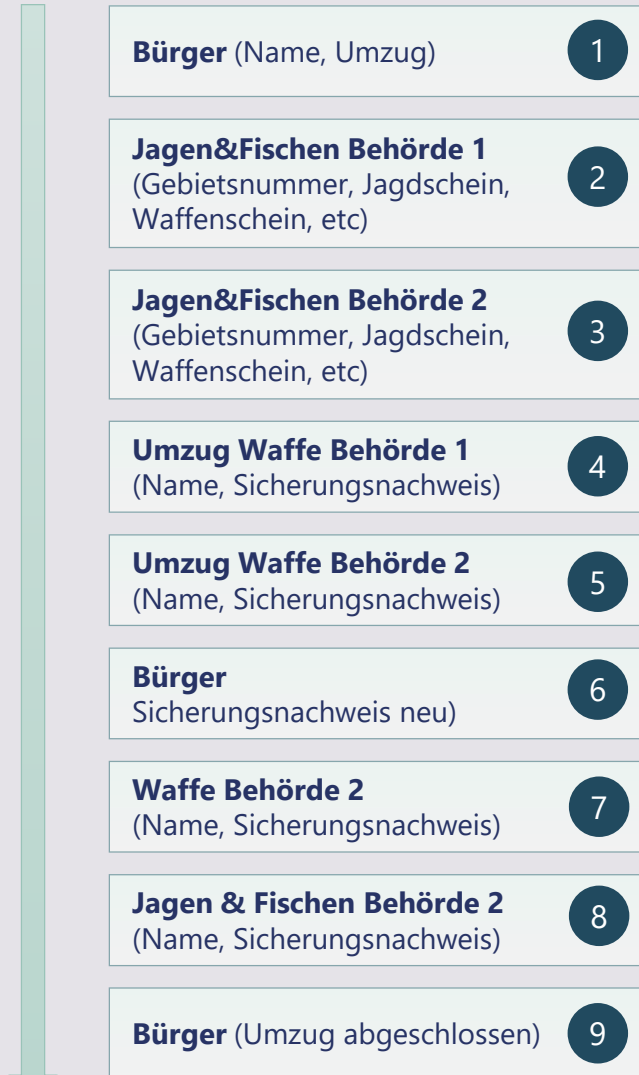 Bürger (Name, Umzug)
1
Jagen&Fischen Behörde 1
(Gebietsnummer, Jagdschein,
Waffenschein, etc)
2
Jagen&Fischen Behörde 2
(Gebietsnummer, Jagdschein,
Waffenschein, etc)
3
Umzug Waffe Behörde 1
(Name, Sicherungsnachweis)
4
Umzug Waffe Behörde 2
(Name, Sicherungsnachweis)
5
Bürger
Sicherungsnachweis neu)
6
Waffe Behörde 2
(Name, Sicherungsnachweis)
7
Jagen & Fischen Behörde 2
(Name, Sicherungsnachweis)
8
Bürger (Umzug abgeschlossen)
9